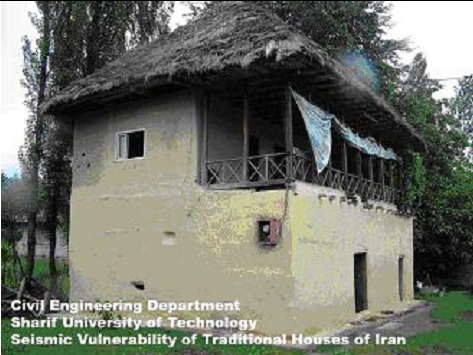 Civil Engineering Department
Sharif University of Technology
Seismic Vulnerability of Traditional Houses of Iran